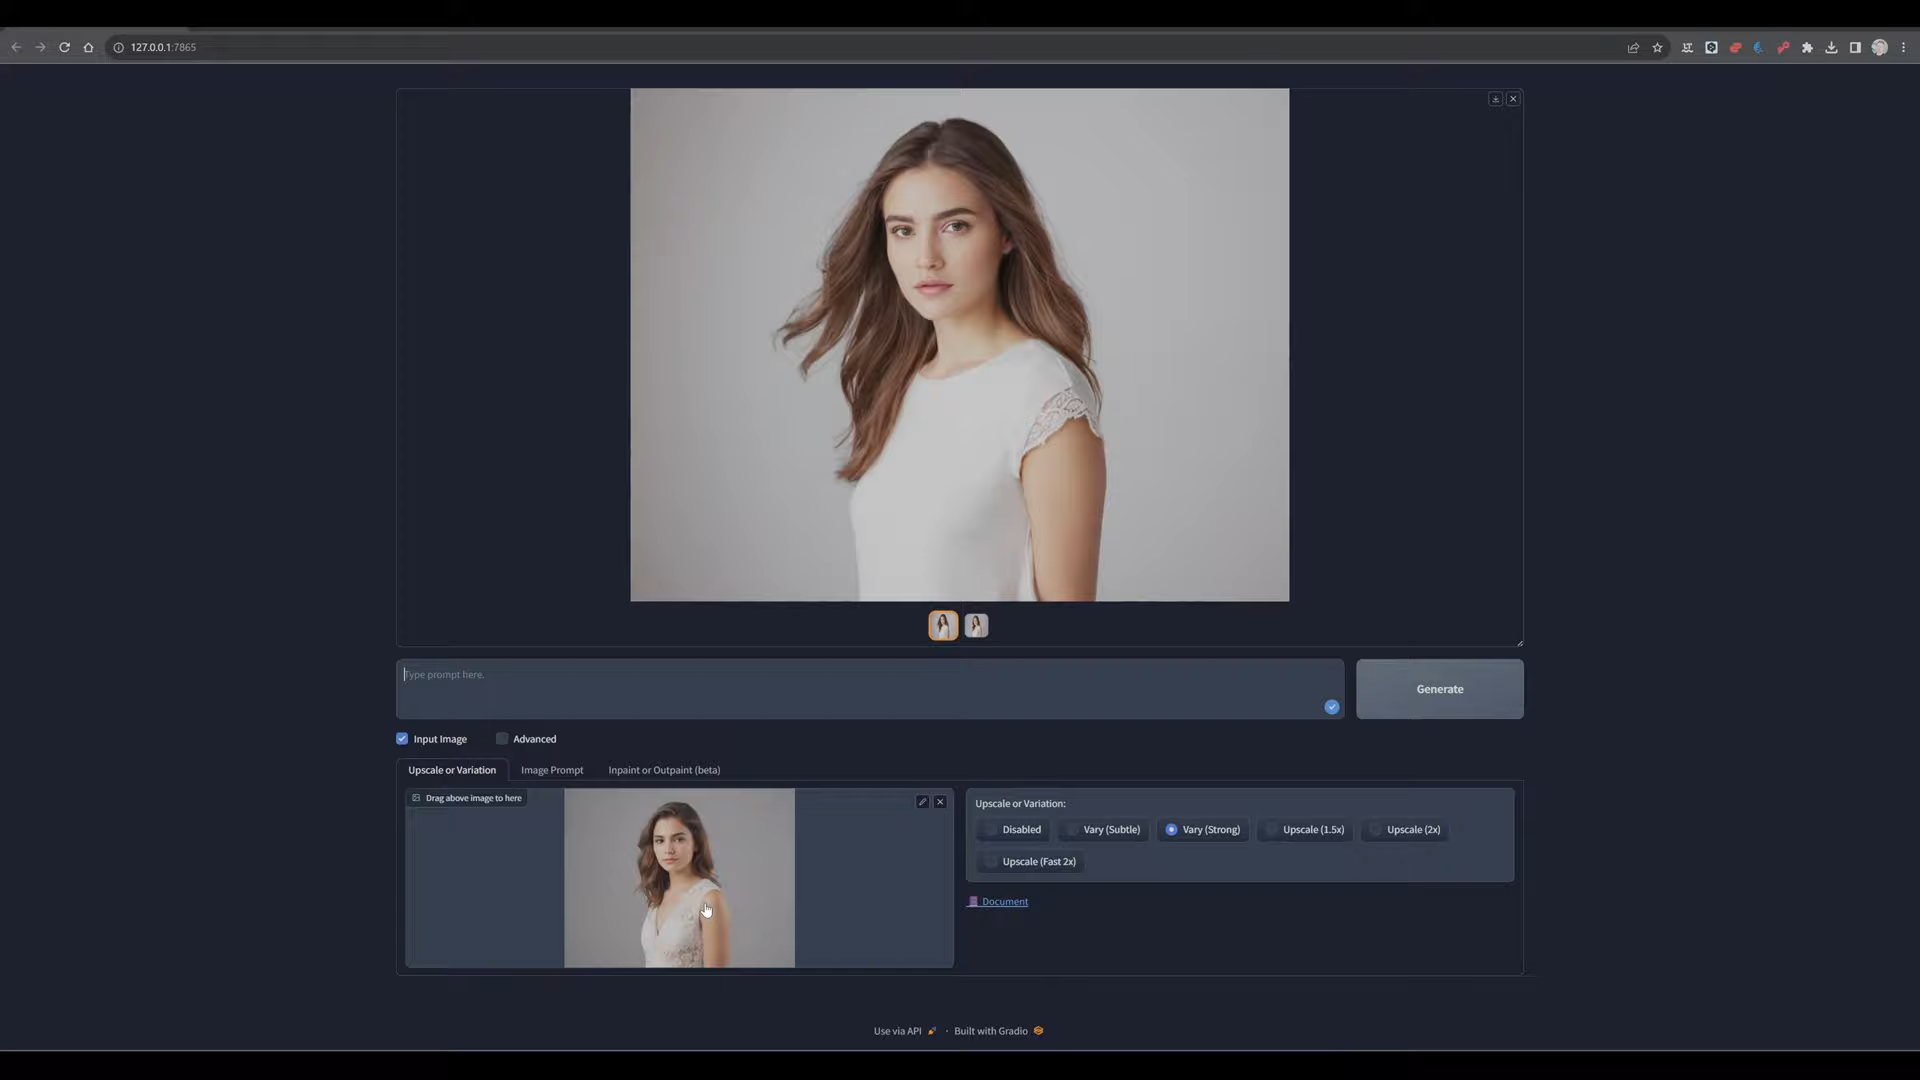 127.0.0.1:7865
Type prompt here.
Generate
Input Image
Advanced
Upscale or Variation
Image Prompt
Inpaint or Outpaint (beta)
Drag above image to here
Upscale or Variation:
Disabled
Vary (Subtle)
Vary (Strong)
Upscale (1.5x)
Upscale (2x)
Upscale (Fast 2x)
Document
Use via API · Built with Gradio